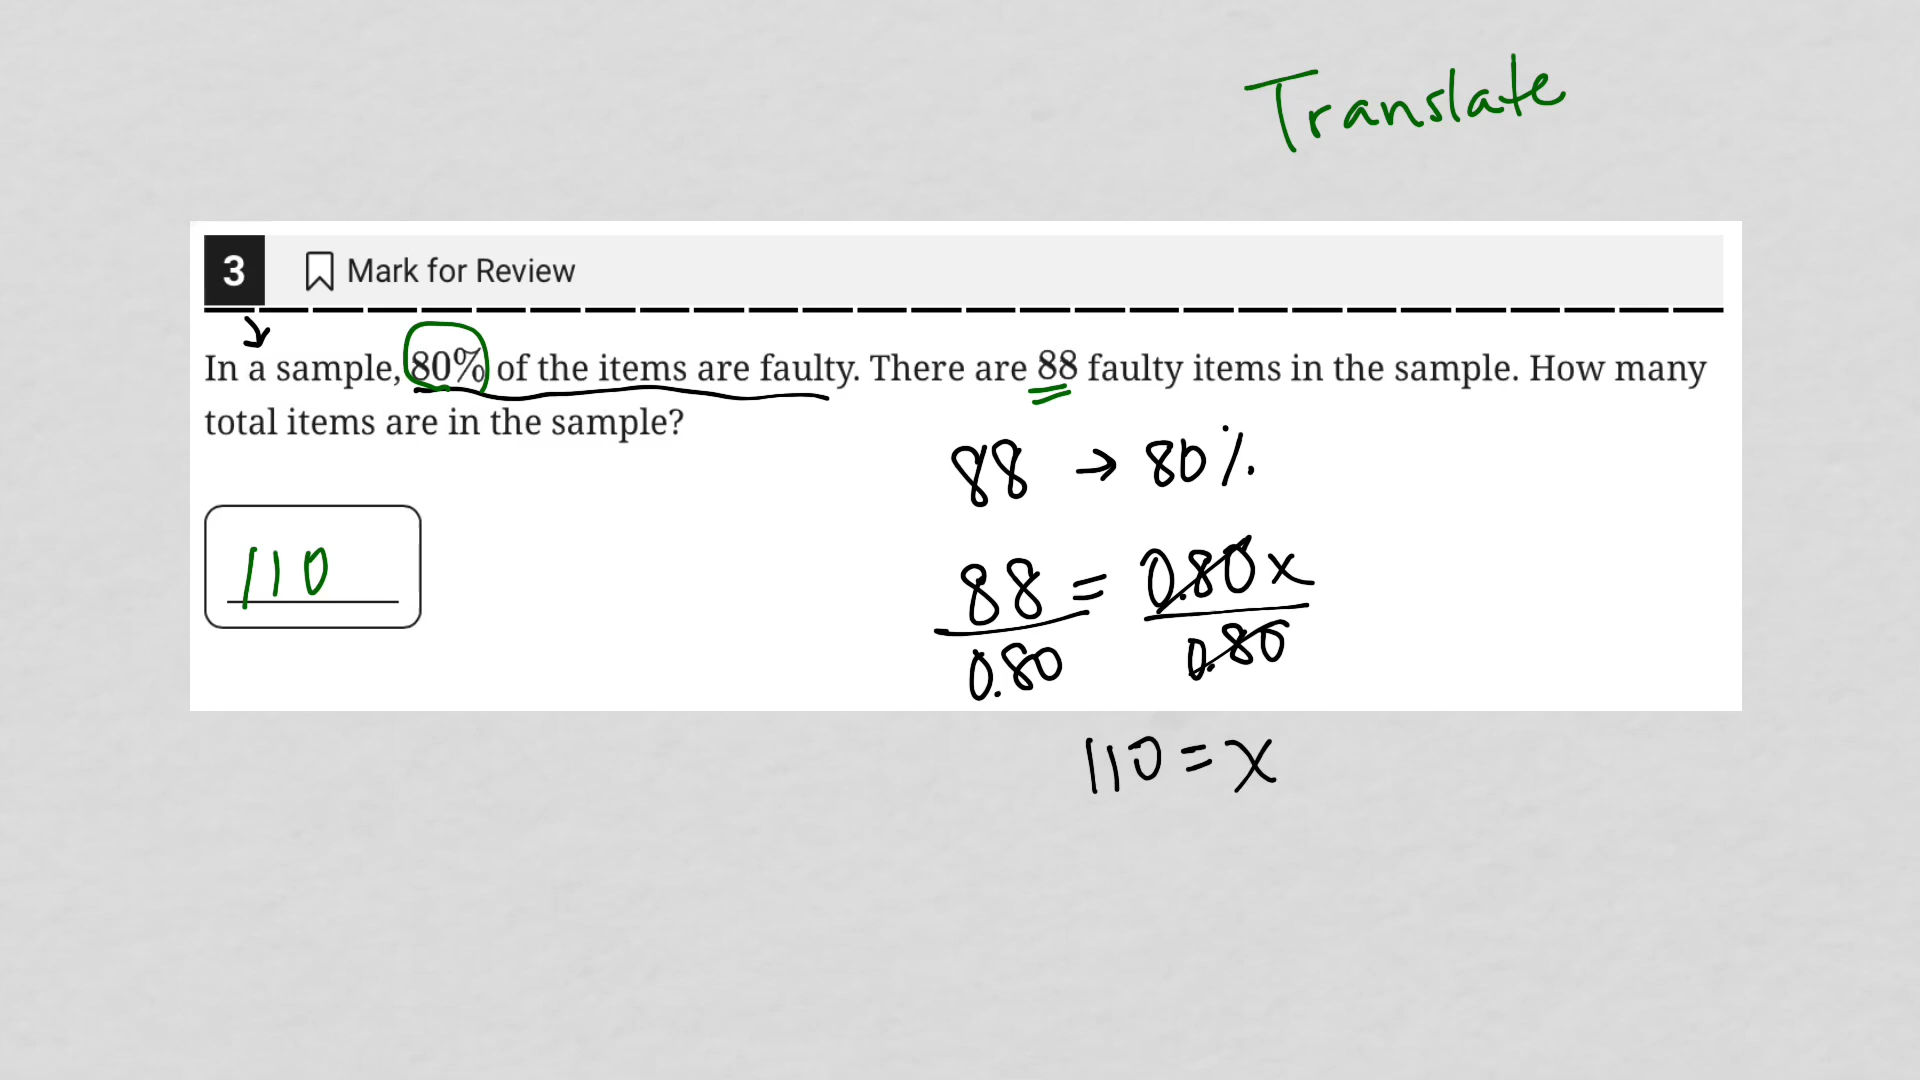 Translate
3 Mark for Review
In a sample, 80% of the items are faulty. There are 88 faulty items in the sample. How many
total items are in the sample?
88 → 80%
110
88 = 0.80x
0.80 0.80
110 = x